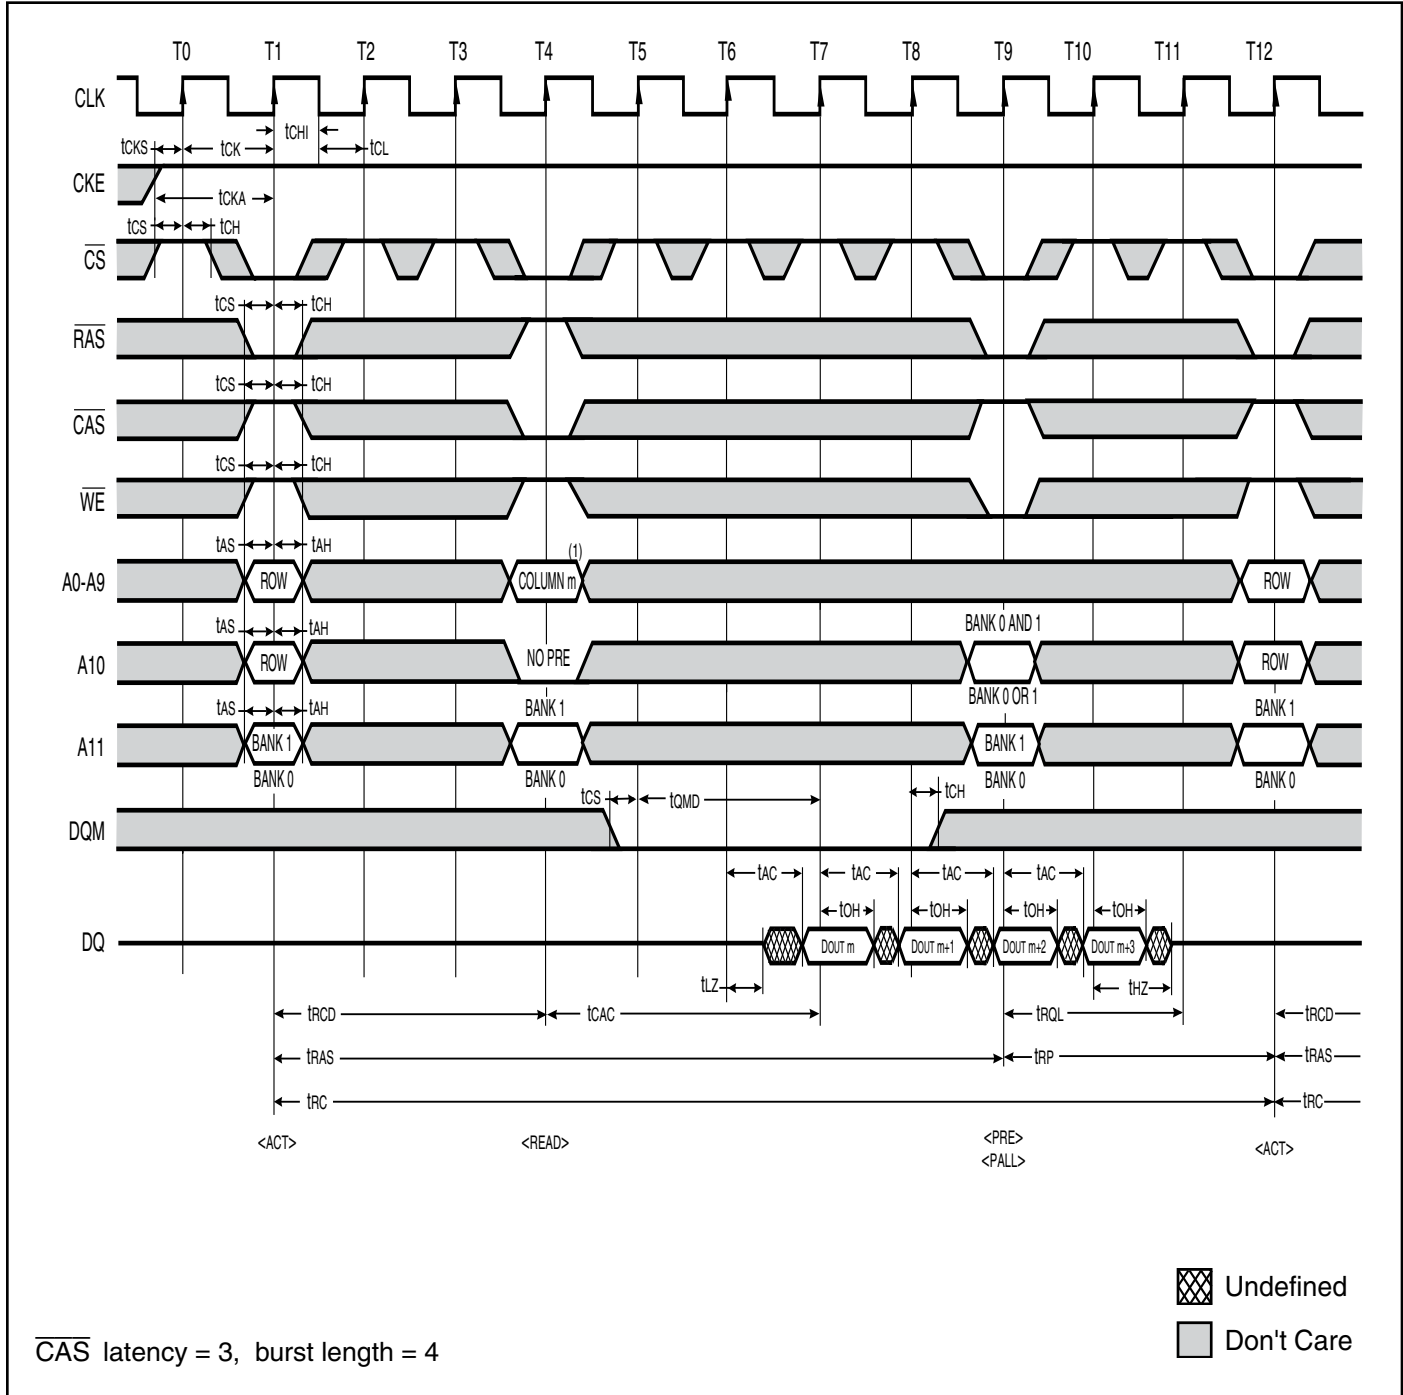 T0 T1 T2 T3 T4 T5 T6 T7 T8 T9 T10 T11 T12
CLK
tCHI
tCKS tCK tCL
CKE
tCKA
tCS tCH
CS
tCS tCH
RAS
tCS tCH
CAS
tCS tCH
WE
tAS tAH (1)
A0-A9 ROW COLUMN m ROW
tAS tAH BANK 0 AND 1
A10 ROW NO PRE ROW
BANK 0 OR 1
tAS tAH BANK 1 BANK 1
A11 BANK 1 BANK 1
BANK 0 BANK 0 BANK 0 BANK 0
tCS tQMD tCH
DQM
tAC tAC tAC tAC
tOH tOH tOH tOH
DQ DOUT m DOUT m+1 DOUT m+2 DOUT m+3
tLZ tHZ
tRCD tCAC tRQL tRCD
tRAS tRP tRAS
tRC tRC
<ACT> <READ> <PRE> <ACT>
<PALL>
Undefined
Don't Care
CAS latency = 3, burst length = 4